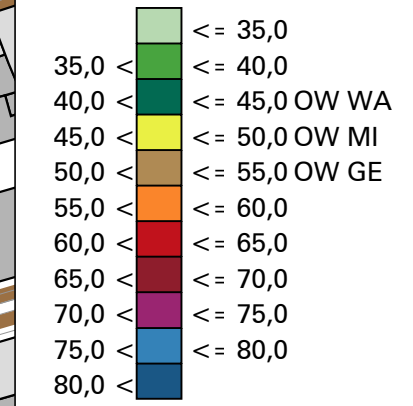 <= 35,0
35,0 < <= 40,0
40,0 < <= 45,0 OW WA
45,0 < <= 50,0 OW MI
50,0 < <= 55,0 OW GE
55,0 < <= 60,0
60,0 < <= 65,0
65,0 < <= 70,0
70,0 < <= 75,0
75,0 < <= 80,0
80,0 <